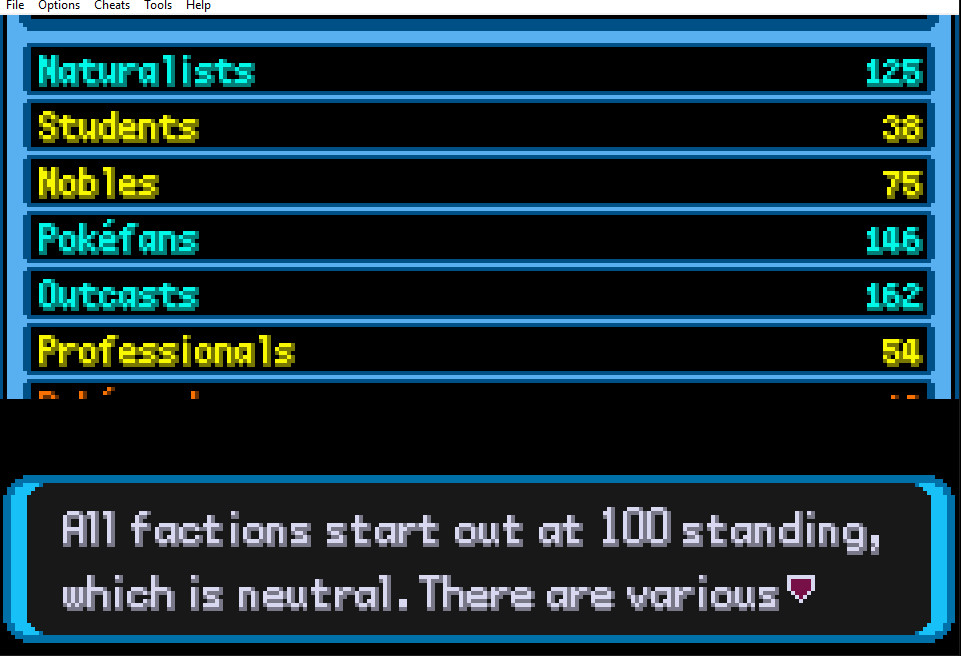 File Options Cheats Tools Help
Naturalists 125
Students 38
Nobles 75
Pokéfans 146
Outcasts 162
Professionals 54
All factions start out at 100 standing,
which is neutral. There are various